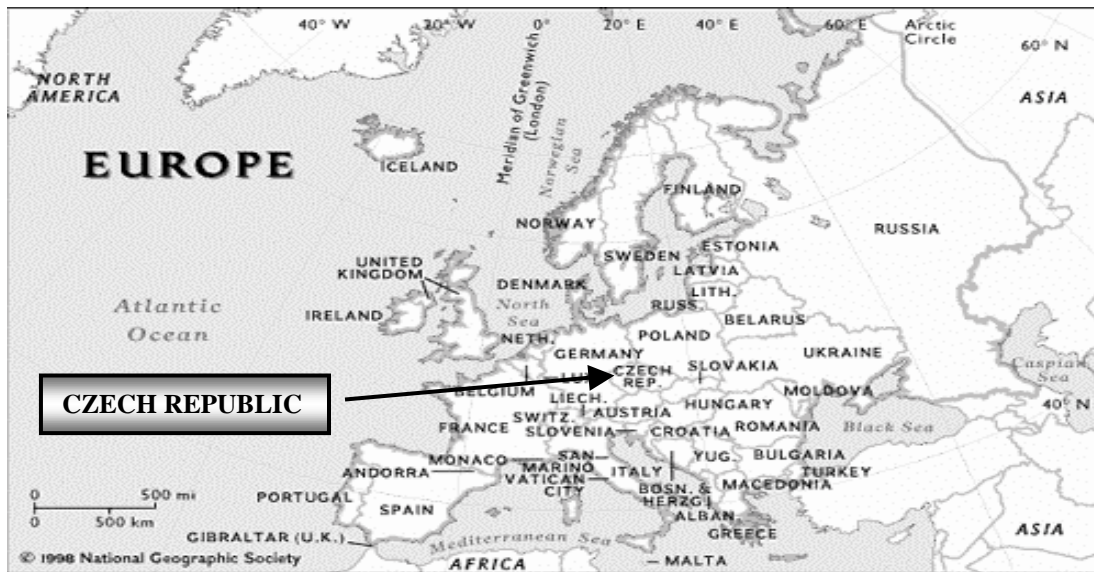 40° W
20° W
0°
20° E
40° E
60° E
Arctic
Circle
60° N
NORTH
AMERICA
ASIA
Meridian of Greenwich
(London)
Norwegian
Sea
EUROPE
ICELAND
FINLAND
NORWAY
RUSSIA
SWEDEN
ESTONIA
LATVIA
UNITED
KINGDOM
DENMARK
LITH.
Atlantic
Ocean
IRELAND
North
Sea
RUSS.
BELARUS
NETH.
POLAND
GERMANY
UKRAINE
SLOVAKIA
CZECH
REP.
Caspian
Sea
CZECH REPUBLIC
BELGIUM
LIECH.
MOLDOVA
40° N
SWITZ.
AUSTRIA
HUNGARY
FRANCE
SLOVENIA
CROATIA
ROMANIA
Black Sea
MONACO
SAN
MARINO
YUG.
BULGARIA
ANDORRA
VATICAN
CITY
ITALY
TURKEY
MACEDONIA
0
500 mi
500 km
PORTUGAL
SPAIN
BOSN. &
HERZG
ALBAN
GREECE
GIBRALTAR (U.K.)
Mediterranean Sea
ASIA
© 1998 National Geographic Society
AFRICA
MALTA